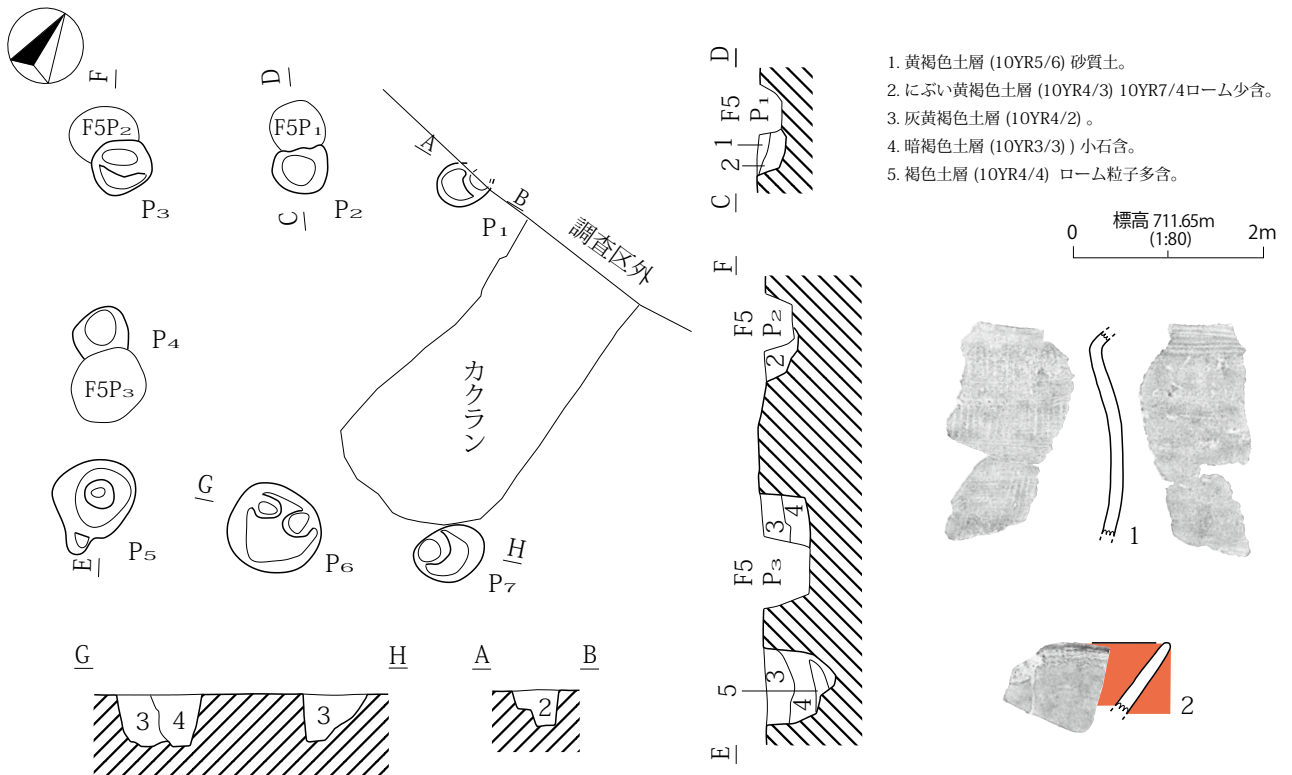 F
F5P₂
P₃
D
F5P₁
C
P₂
A
B
P₁
調査区外
カクラン
P₄
F5P₃
E
P₅
G
P₆
H
P₇
G
H
3
4
3
A
B
2
D
F5
P₁
1
2
C
F
F5
P₂
2
3
4
F5
P₃
3
5
4
E
1. 黄褐色土層 (10YR5/6) 砂質土。
2. にぶい黄褐色土層 (10YR4/3) 10YR7/4ローム少含。
3. 灰黄褐色土層 (10YR4/2) 。
4. 暗褐色土層 (10YR3/3) ) 小石含。
5. 褐色土層 (10YR4/4) ローム粒子多含。
標高 711.65m
0 (1:80) 2m
1
2